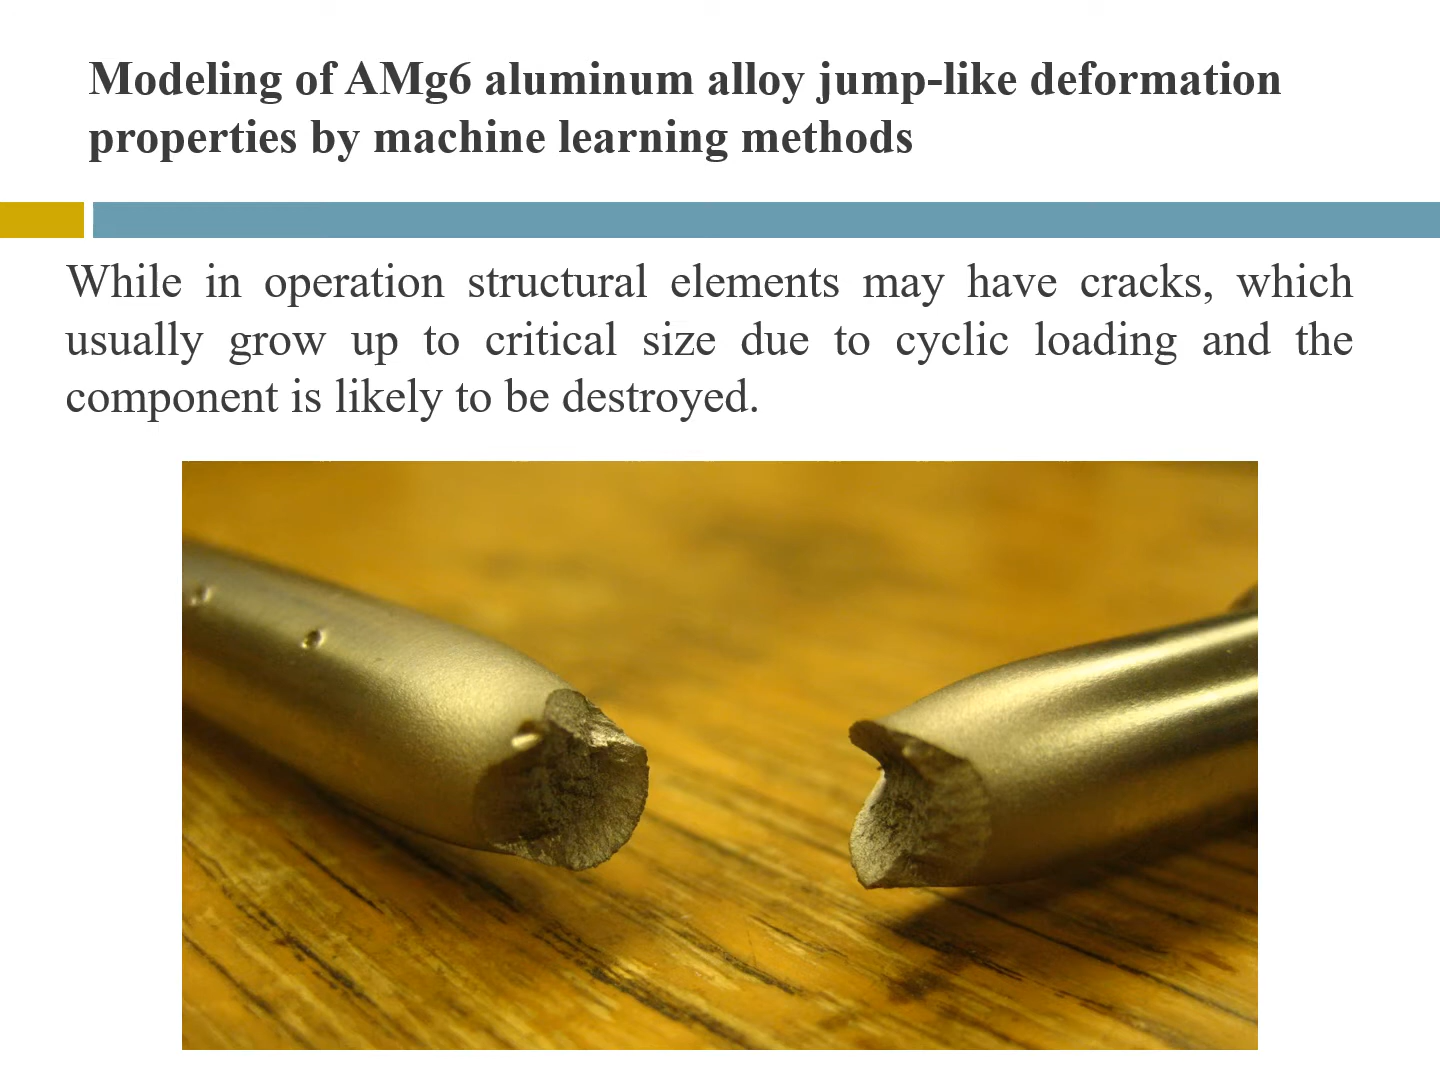 Modeling of AMg6 aluminum alloy jump-like deformation
properties by machine learning methods
While in operation structural elements may have cracks, which
usually grow up to critical size due to cyclic loading and the
component is likely to be destroyed.